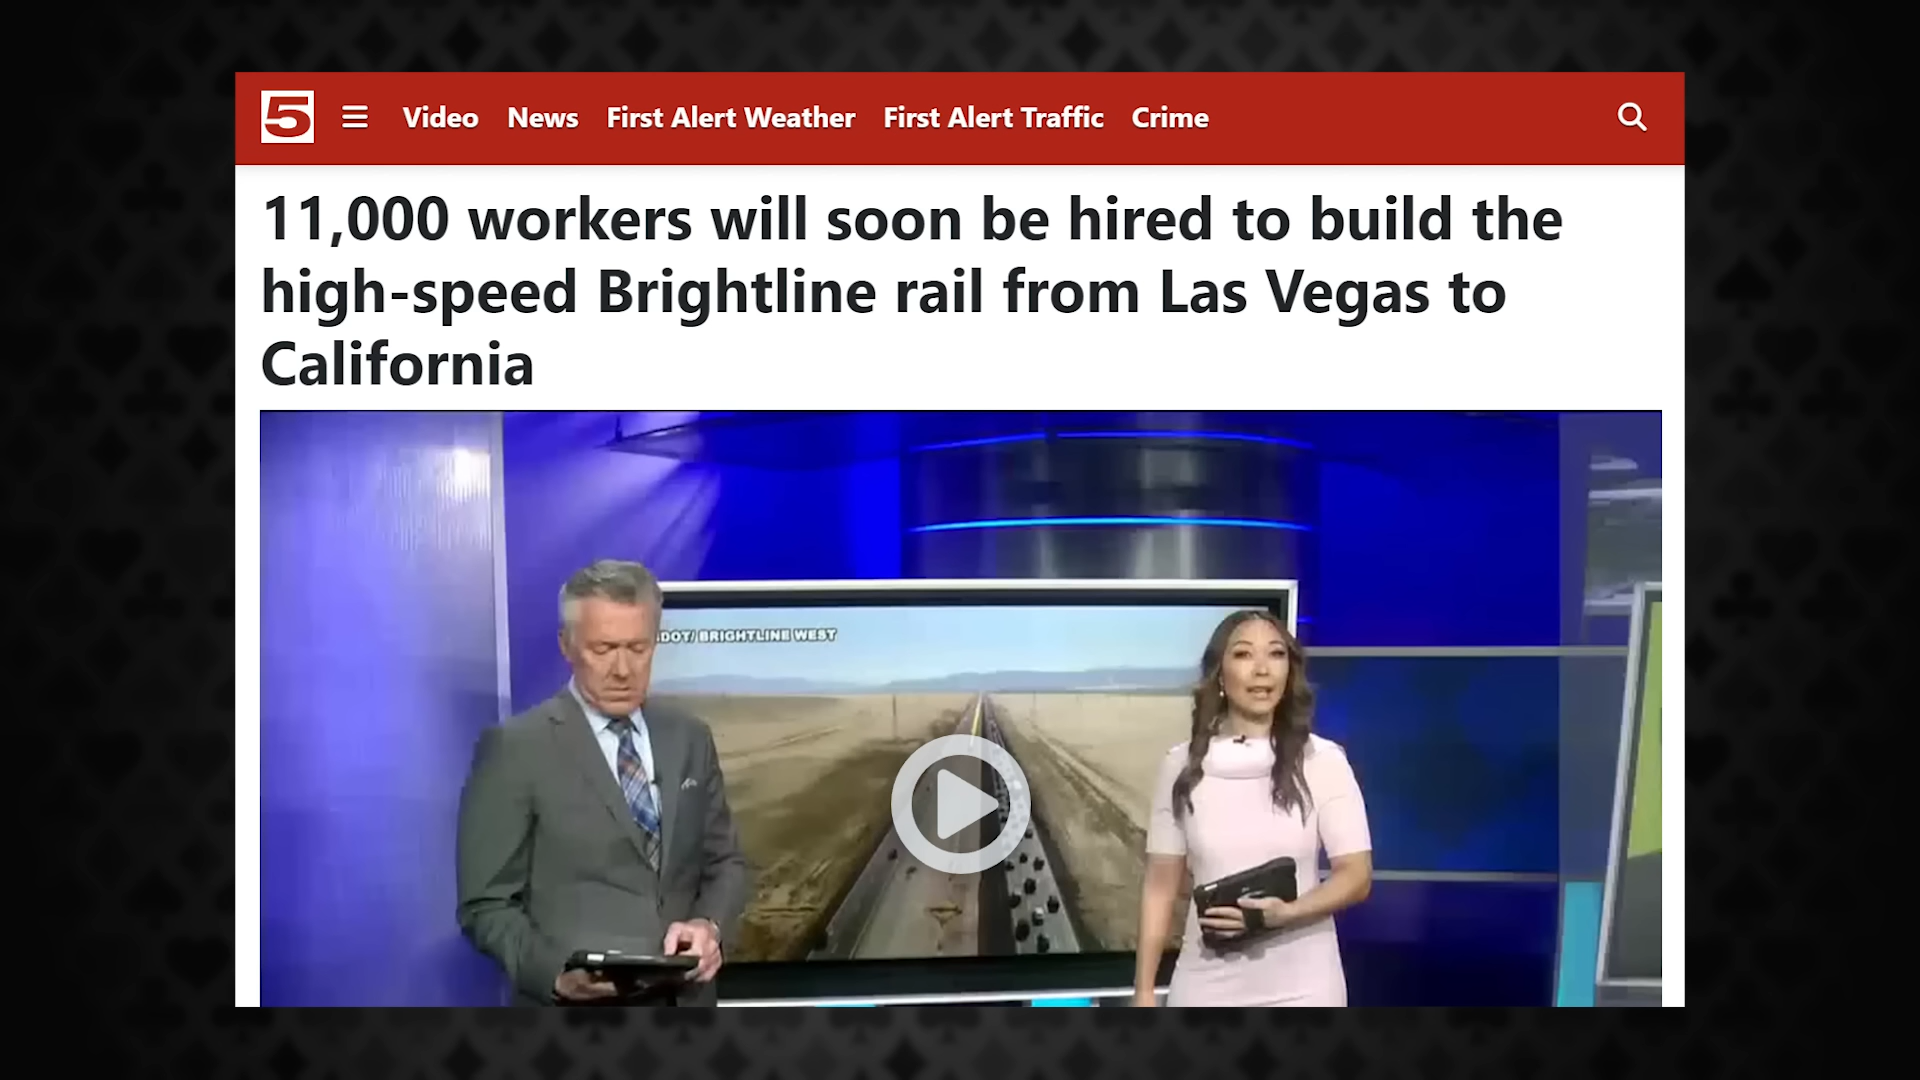 5 Video News First Alert Weather First Alert Traffic Crime
11,000 workers will soon be hired to build the
high-speed Brightline rail from Las Vegas to
California
DOT/ BRIGHTLINE WEST